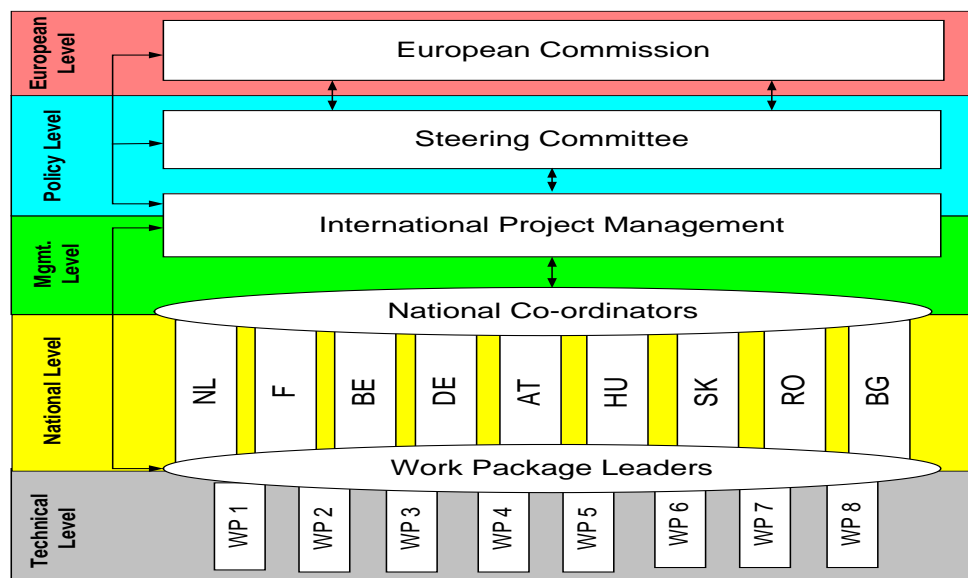 European
Level
European Commission
Policy Level
Steering Committee
International Project Management
Mgmt.
Level
National Co-ordinators
National Level
NL
F
BE
DE
AT
HU
SK
RO
BG
Work Package Leaders
Technical
Level
WP 1
WP 2
WP 3
WP 4
WP 5
WP 6
WP 7
WP 8